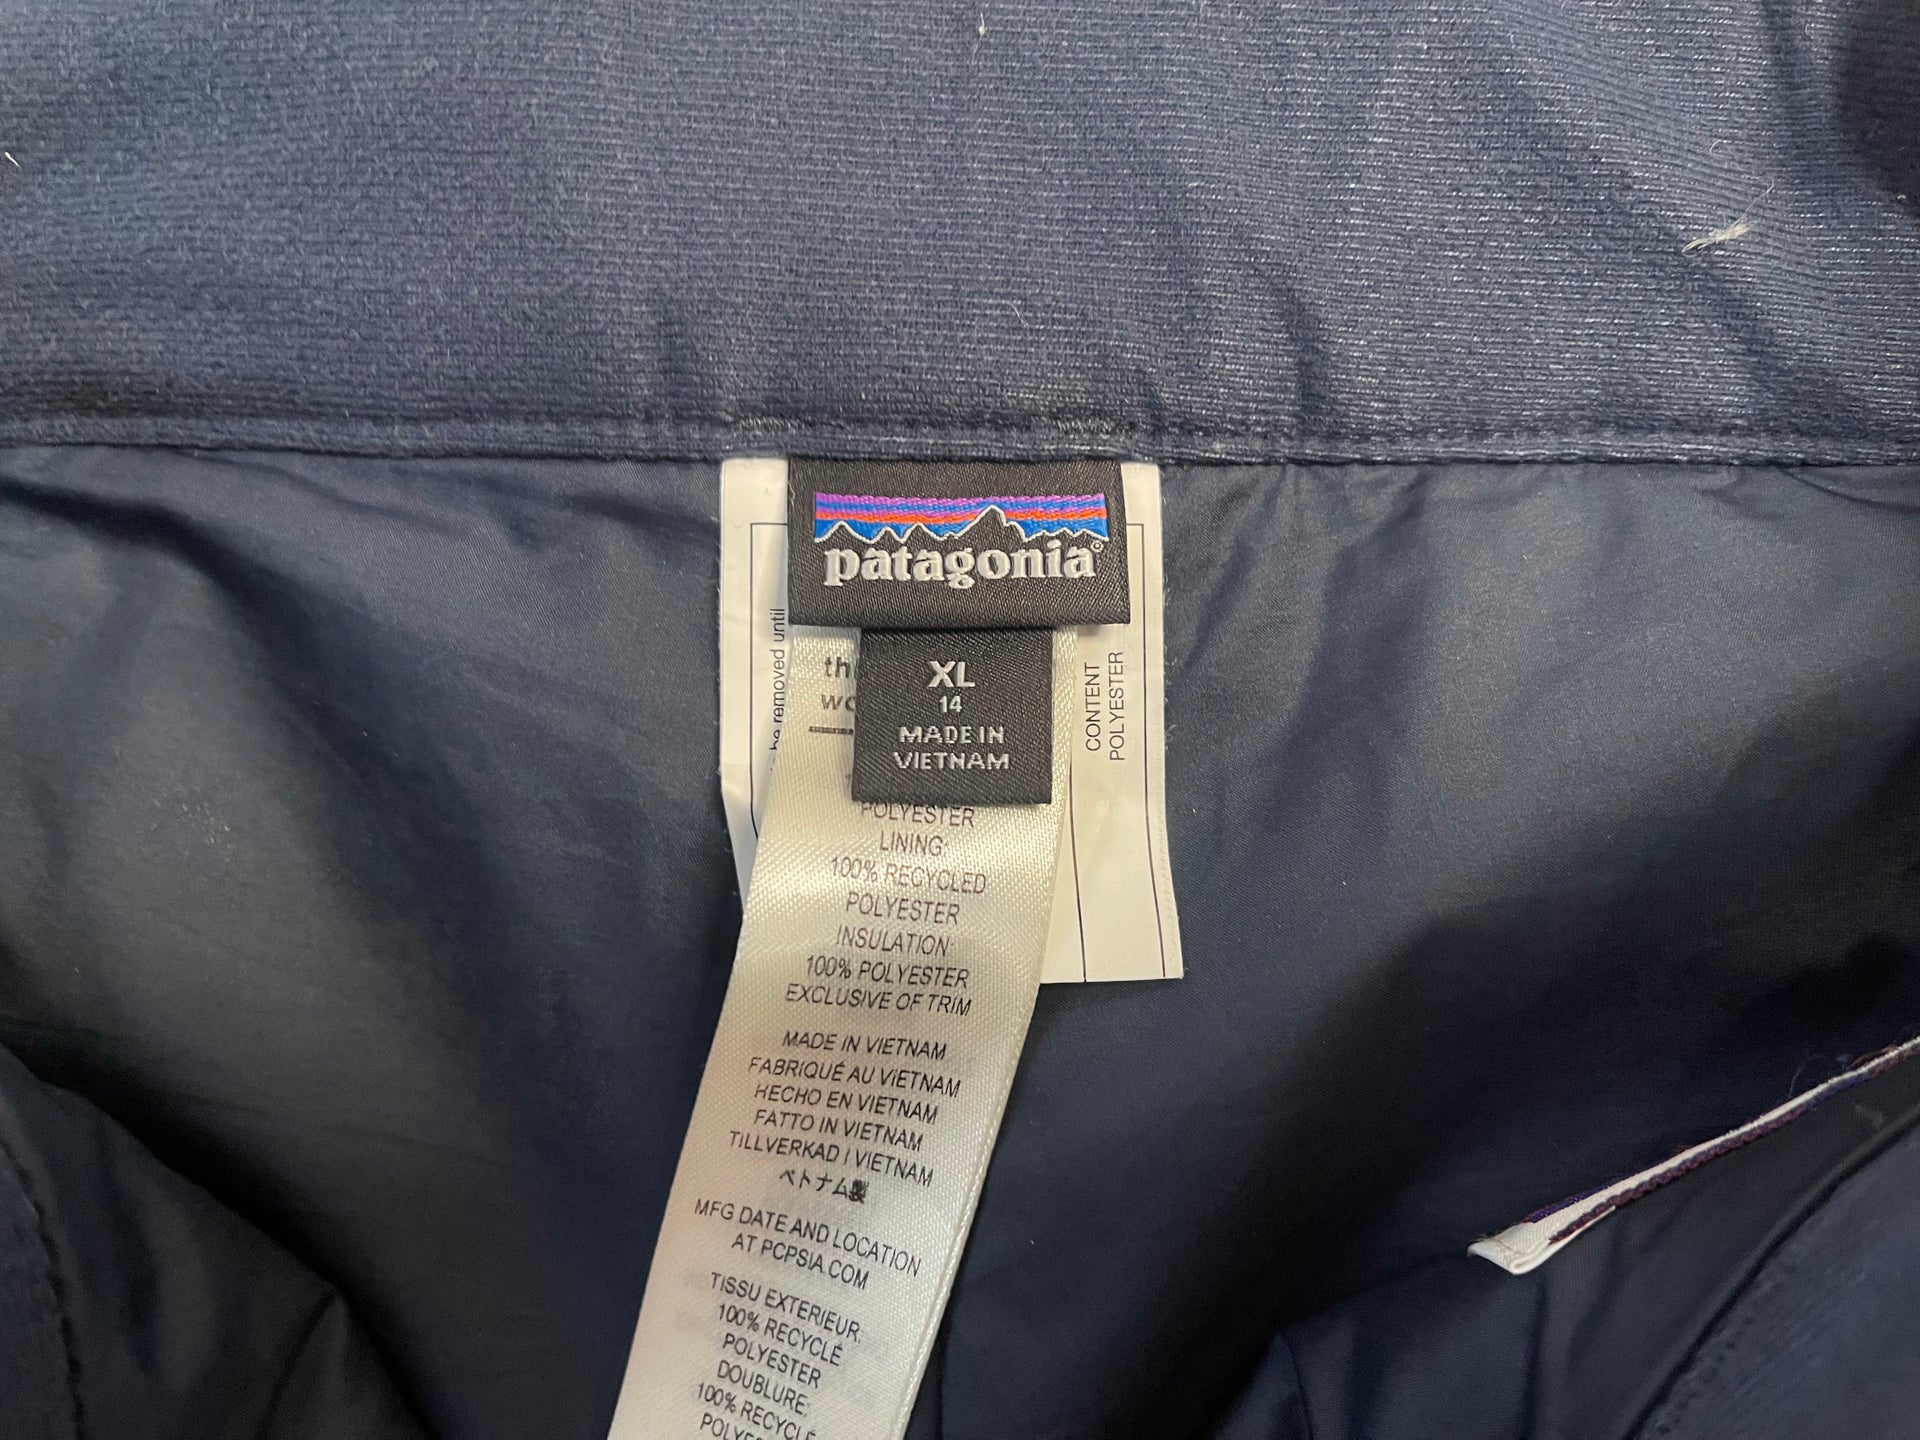 patagonia
XL
14
MADE IN
VIETNAM
be removed until
CONTENT
POLYESTER
POLYESTER
LINING:
100% RECYCLED
POLYESTER
INSULATION:
100% POLYESTER
EXCLUSIVE OF TRIM
MADE IN VIETNAM
FABRIQUÉ AU VIETNAM
HECHO EN VIETNAM
FATTO IN VIETNAM
TILLVERKAD I VIETNAM
ベトナム製
MFG DATE AND LOCATION
AT PCPSIA.COM
TISSU EXTERIEUR:
100% RECYCLÉ
POLYESTER
DOUBLURE:
100% RECYCLÉ